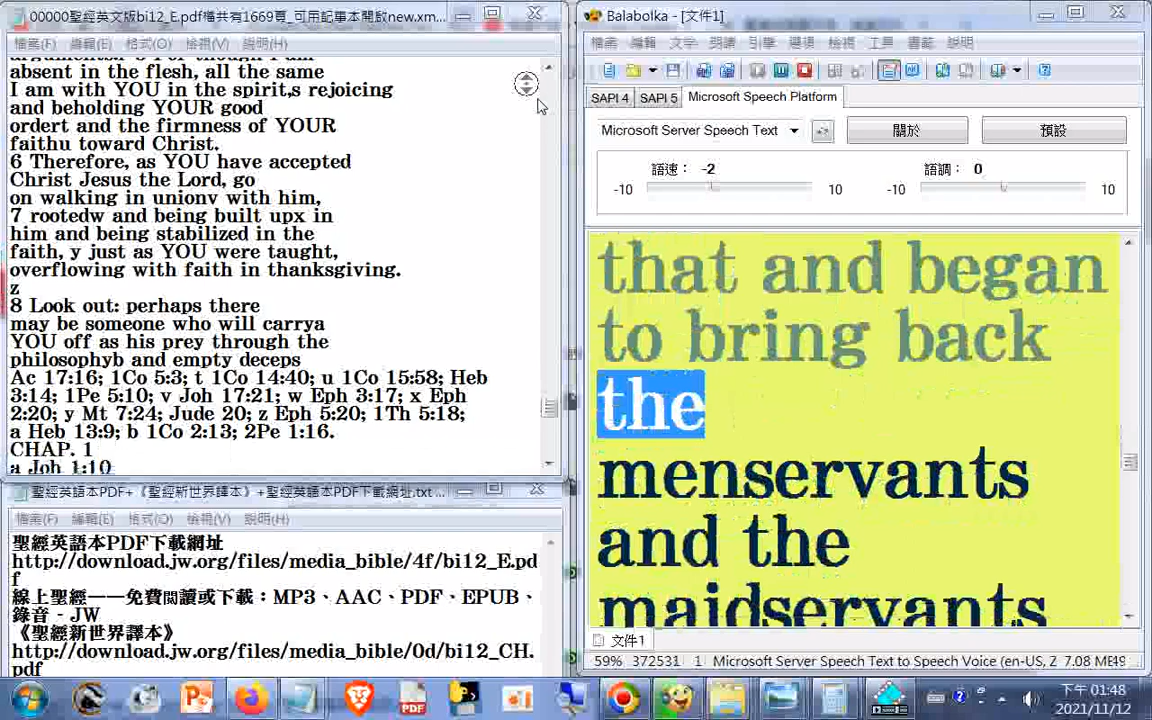 00000聖經英文版bi12_E.pdf檔共有1669頁_可用記事本開啟new.xm...
檔案(F) 編輯(E) 格式(O) 檢視(V) 說明(H)
absent in the flesh, all the same
I am with YOU in the spirit,s rejoicing
and beholding YOUR good
ordert and the firmness of YOUR
faithu toward Christ.
6 Therefore, as YOU have accepted
Christ Jesus the Lord, go
on walking in unionv with him,
7 rootedw and being built upx in
him and being stabilized in the
faith, y just as YOU were taught,
overflowing with faith in thanksgiving.
z
8 Look out: perhaps there
may be someone who will carrya
YOU off as his prey through the
philosophyb and empty deceps
Ac 17:16; 1Co 5:3; t 1Co 14:40; u 1Co 15:58; Heb
3:14; 1Pe 5:10; v Joh 17:21; w Eph 3:17; x Eph
2:20; y Mt 7:24; Jude 20; z Eph 5:20; 1Th 5:18;
a Heb 13:9; b 1Co 2:13; 2Pe 1:16.
CHAP. 1
a Joh 1:10
聖經英語本PDF+《聖經新世界譯本》+聖經英語本PDF下載網址.txt ...
檔案(F) 編輯(E) 格式(O) 檢視(V) 說明(H)
聖經英語本PDF下載網址
http://download.jw.org/files/media_bible/4f/bi12_E.pd
f
線上聖經——免費閱讀或下載：MP3、AAC、PDF、EPUB、
錄音 - JW
《聖經新世界譯本》
http://download.jw.org/files/media_bible/0d/bi12_CH.
pdf
Balabolka - [文件1]
檔案 編輯 文字 朗讀 引擎 選項 檢視 工具 書籤 說明
SAPI 4 SAPI 5 Microsoft Speech Platform
Microsoft Server Speech Text 關於 預設
語速： -2 語調： 0
-10 10 -10 10
that and began
to bring back
the
menservants
and the
maidservants
文件1
59% 372531 1 Microsoft Server Speech Text to Speech Voice (en-US, Z 7.08 ME49
下午 01:48
2021/11/12